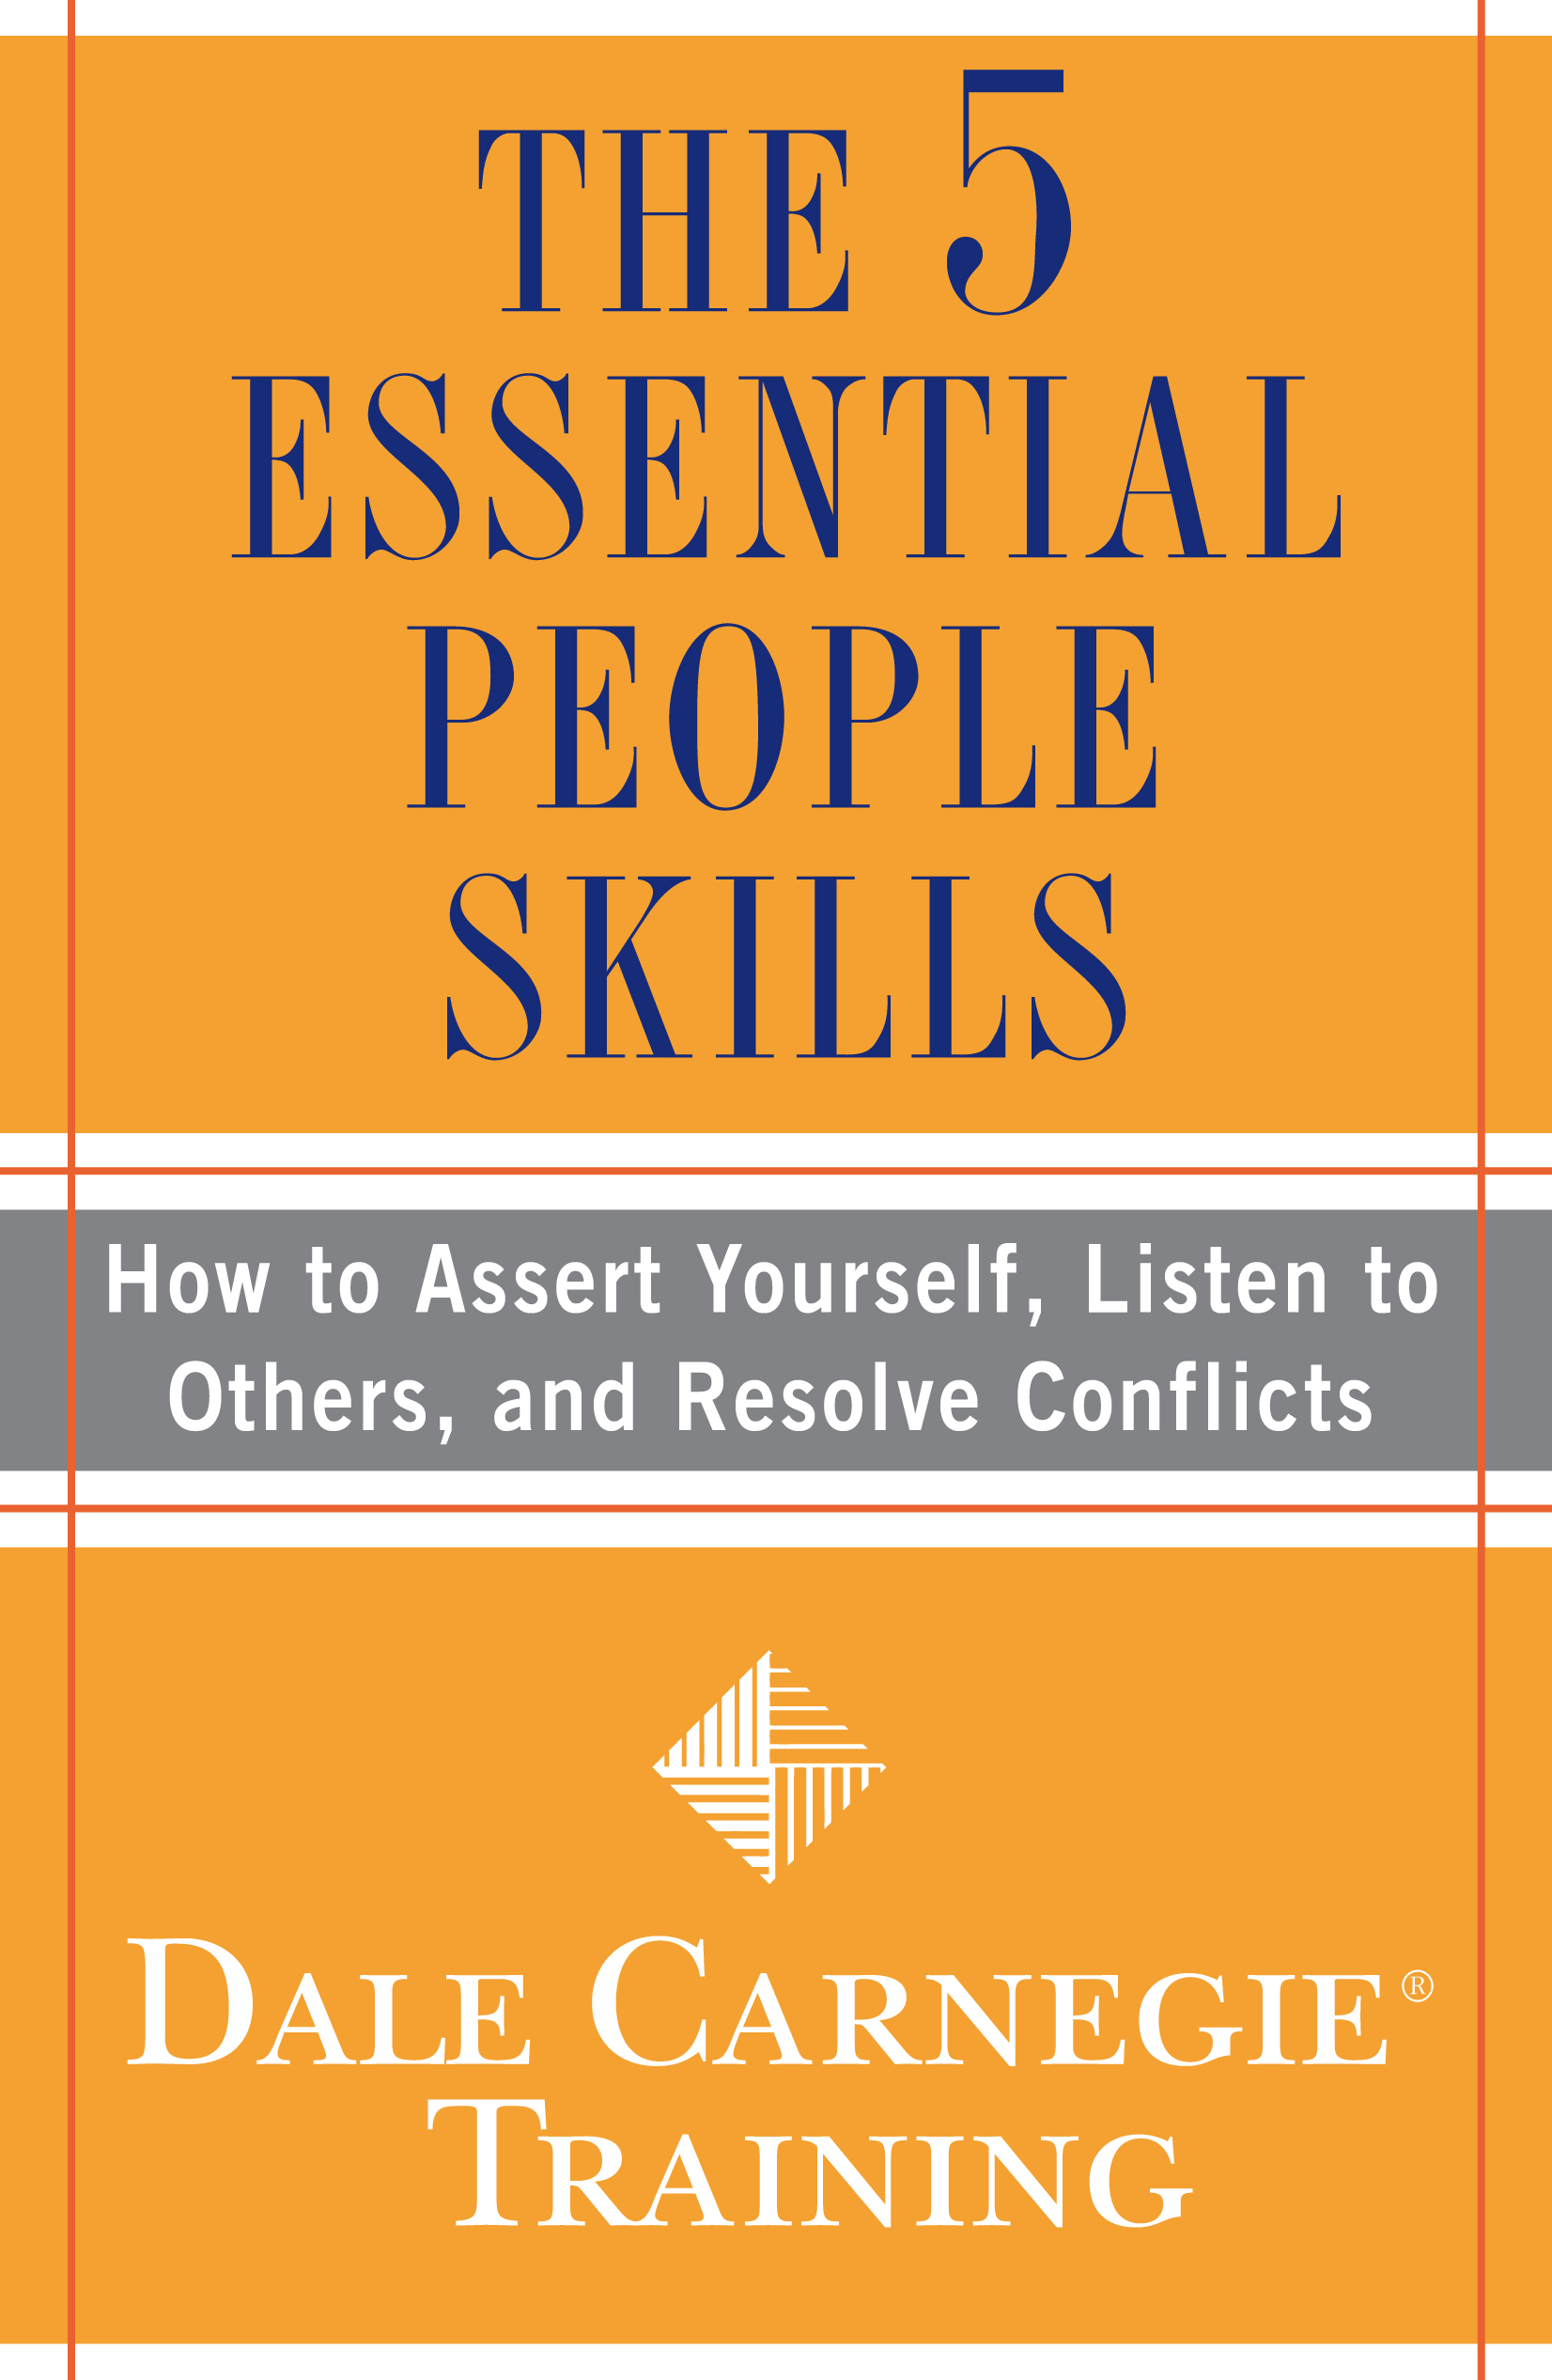 THE 5
ESSENTIAL
PEOPLE
SKILLS
How to Assert Yourself, Listen to
Others, and Resolve Conflicts
DALE CARNEGIE®
TRAINING